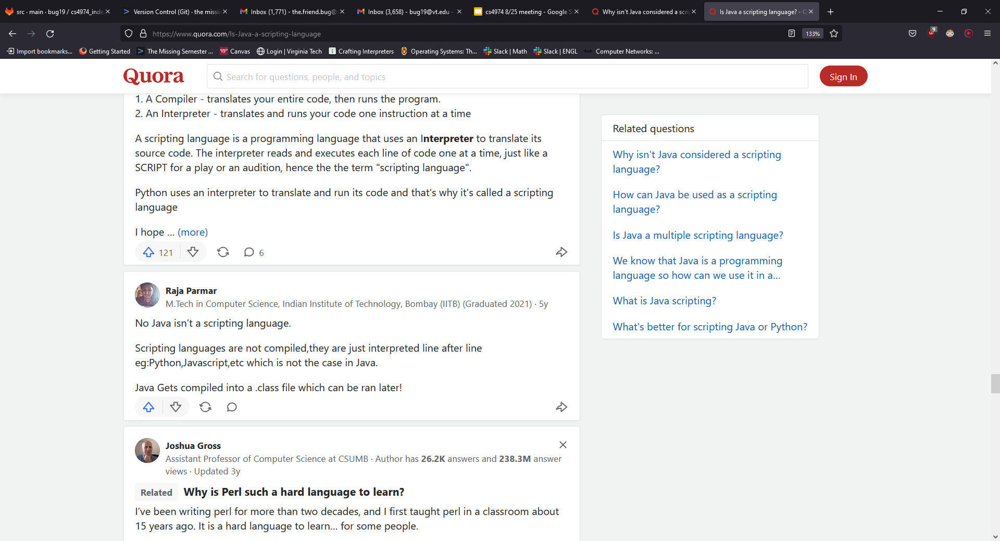 src · main · bug19 / cs4974_inde
Version Control (Git) · the missin
Inbox (1,771) - the.friend.bug@
Inbox (3,658) - bug19@vt.edu -
cs4974 8/25 meeting - Google S
Why isn't Java considered a scri
Is Java a scripting language? - Q
https://www.quora.com/Is-Java-a-scripting-language
133%
9
Import bookmarks...
Getting Started
The Missing Semester ...
Canvas
Login | Virginia Tech
Crafting Interpreters
Operating Systems: Th...
Slack | Math
Slack | ENGL
Computer Networks: ...
Quora
Search for questions, people, and topics
Sign In
1. A Compiler - translates your entire code, then runs the program.
2. An Interpreter - translates and runs your code one instruction at a time
A scripting language is a programming language that uses an Interpreter to translate its
source code. The interpreter reads and executes each line of code one at a time, just like a
SCRIPT for a play or an audition, hence the the term "scripting language".
Python uses an interpreter to translate and run its code and that's why it's called a scripting
language
I hope ... (more)
121
6
Raja Parmar
M.Tech in Computer Science, Indian Institute of Technology, Bombay (IITB) (Graduated 2021) · 5y
No Java isn’t a scripting language.
Scripting languages are not compiled,they are just interpreted line after line
eg:Python,Javascript,etc which is not the case in Java.
Java Gets compiled into a .class file which can be ran later!
Joshua Gross
Assistant Professor of Computer Science at CSUMB · Author has 26.2K answers and 238.3M answer
views · Updated 3y
Related Why is Perl such a hard language to learn?
I’ve been writing perl for more than two decades, and I first taught perl in a classroom about
15 years ago. It is a hard language to learn… for some people.
Related questions
Why isn't Java considered a scripting
language?
How can Java be used as a scripting
language?
Is Java a multiple scripting language?
We know that Java is a programming
language so how can we use it in a...
What is Java scripting?
What's better for scripting Java or Python?